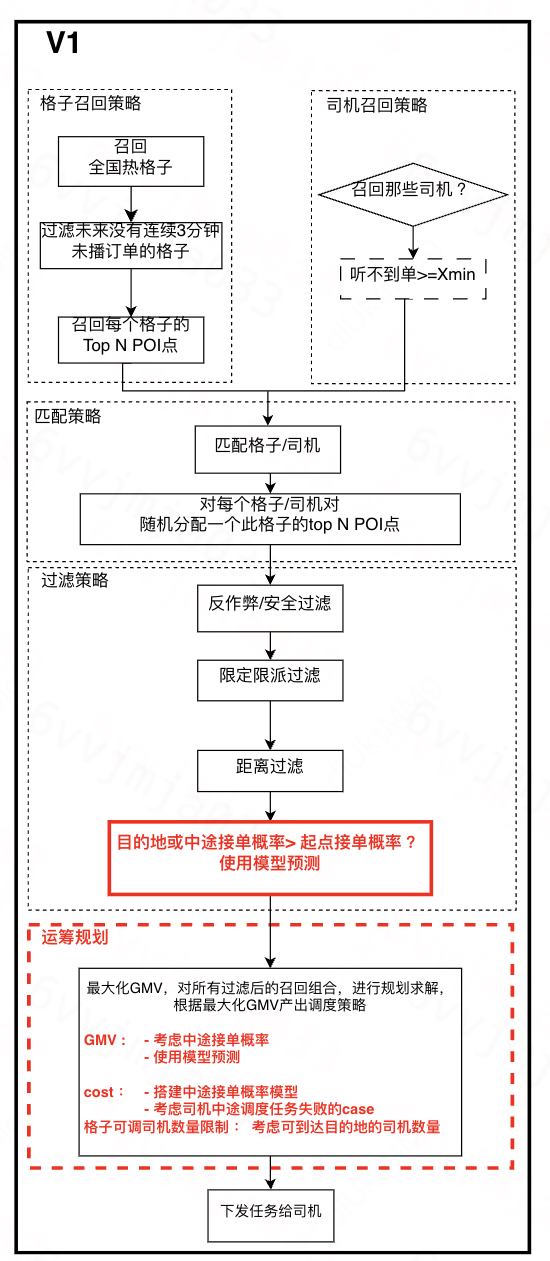 V1
格子召回策略
召回
全国热格子
过滤未来没有连续3分钟
未播订单的格子
召回每个格子的
Top N POI点
司机召回策略
召回那些司机？
听不到单>=Xmin
匹配策略
匹配格子/司机
对每个格子/司机对
随机分配一个此格子的top N POI点
过滤策略
反作弊/安全过滤
限定限派过滤
距离过滤
目的地或中途接单概率> 起点接单概率？
使用模型预测
运筹规划
最大化GMV，对所有过滤后的召回组合，进行规划求解，
根据最大化GMV产出调度策略
GMV： - 考虑中途接单概率
- 使用模型预测
cost： - 搭建中途接单概率模型
- 考虑司机中途调度任务失败的case
格子可调司机数量限制： 考虑可到达目的地的司机数量
下发任务给司机